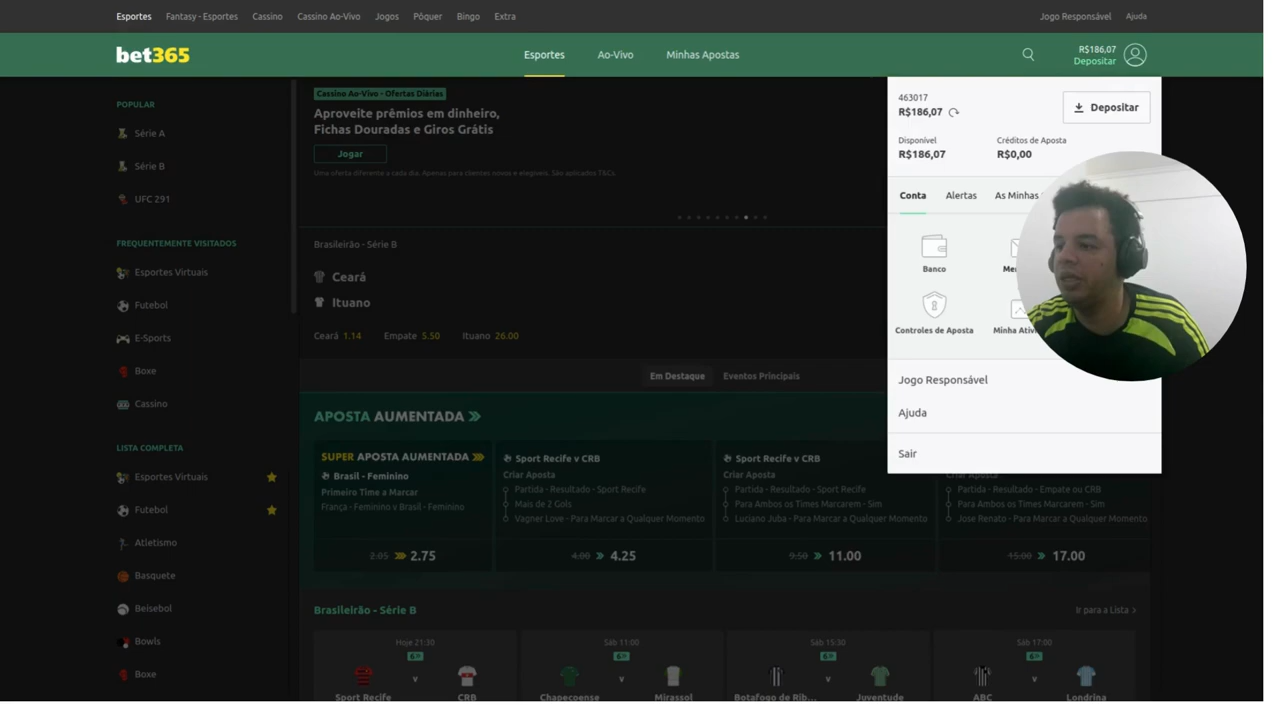 Esportes Fantasy - Esportes Cassino Cassino Ao-Vivo Jogos Pôquer Bingo Extra Jogo Responsável Ajuda
bet365 Esportes Ao-Vivo Minhas Apostas R$186,07
Depositar
POPULAR
Série A
Série B
UFC 291
FREQUENTEMENTE VISITADOS
Esportes Virtuais
Futebol
E-Sports
Boxe
Cassino
LISTA COMPLETA
Esportes Virtuais
Futebol
Atletismo
Basquete
Beisebol
Bowls
Boxe
Cassino Ao-Vivo - Ofertas Diárias
Aproveite prêmios em dinheiro,
Fichas Douradas e Giros Grátis
Jogar
Uma oferta diferente a cada dia. Apenas para clientes novos e elegíveis. São aplicados T&Cs.
Brasileirão - Série B
Ceará
Ituano
Ceará 1.14 Empate 5.50 Ituano 26.00
Em Destaque Eventos Principais
APOSTA AUMENTADA
SUPER APOSTA AUMENTADA
Brasil - Feminino
Primeiro Time a Marcar
França - Feminino v Brasil - Feminino
2.05 2.75
Sport Recife v CRB
Criar Aposta
Partida - Resultado - Sport Recife
Mais de 2 Gols
Vagner Love - Para Marcar a Qualquer Momento
4.00 4.25
Sport Recife v CRB
Criar Aposta
Partida - Resultado - Sport Recife
Para Ambos os Times Marcarem - Sim
Luciano Juba - Para Marcar a Qualquer Momento
9.50 11.00
Criar Aposta
Partida - Resultado - Empate ou CRB
Para Ambos os Times Marcarem - Sim
Jose Renato - Para Marcar a Qualquer Momento
15.00 17.00
Brasileirão - Série B Ir para a Lista
Hoje 21:30
Sport Recife v CRB
Sáb 11:00
Chapecoense v Mirassol
Sáb 15:30
Botafogo de Rib... v Juventude
Sáb 17:00
ABC v Londrina
463017
R$186,07
Depositar
Disponível Créditos de Aposta
R$186,07 R$0,00
Conta Alertas As Minhas
Banco
Controles de Aposta Minha
Jogo Responsável
Ajuda
Sair